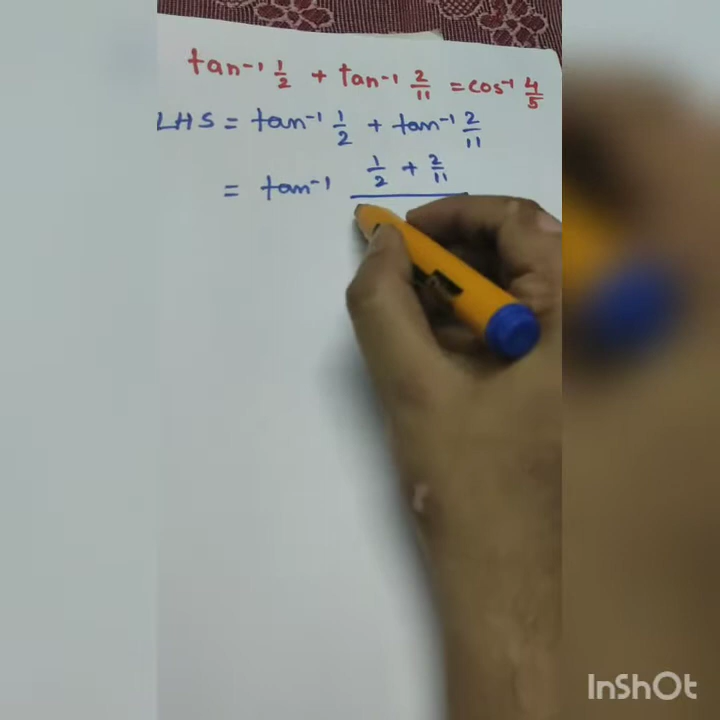 tan⁻¹ 1/2 + tan⁻¹ 2/11 = cos⁻¹ 4/5
LHS = tan⁻¹ 1/2 + tan⁻¹ 2/11
= tan⁻¹ 1/2 + 2/11
InShOt